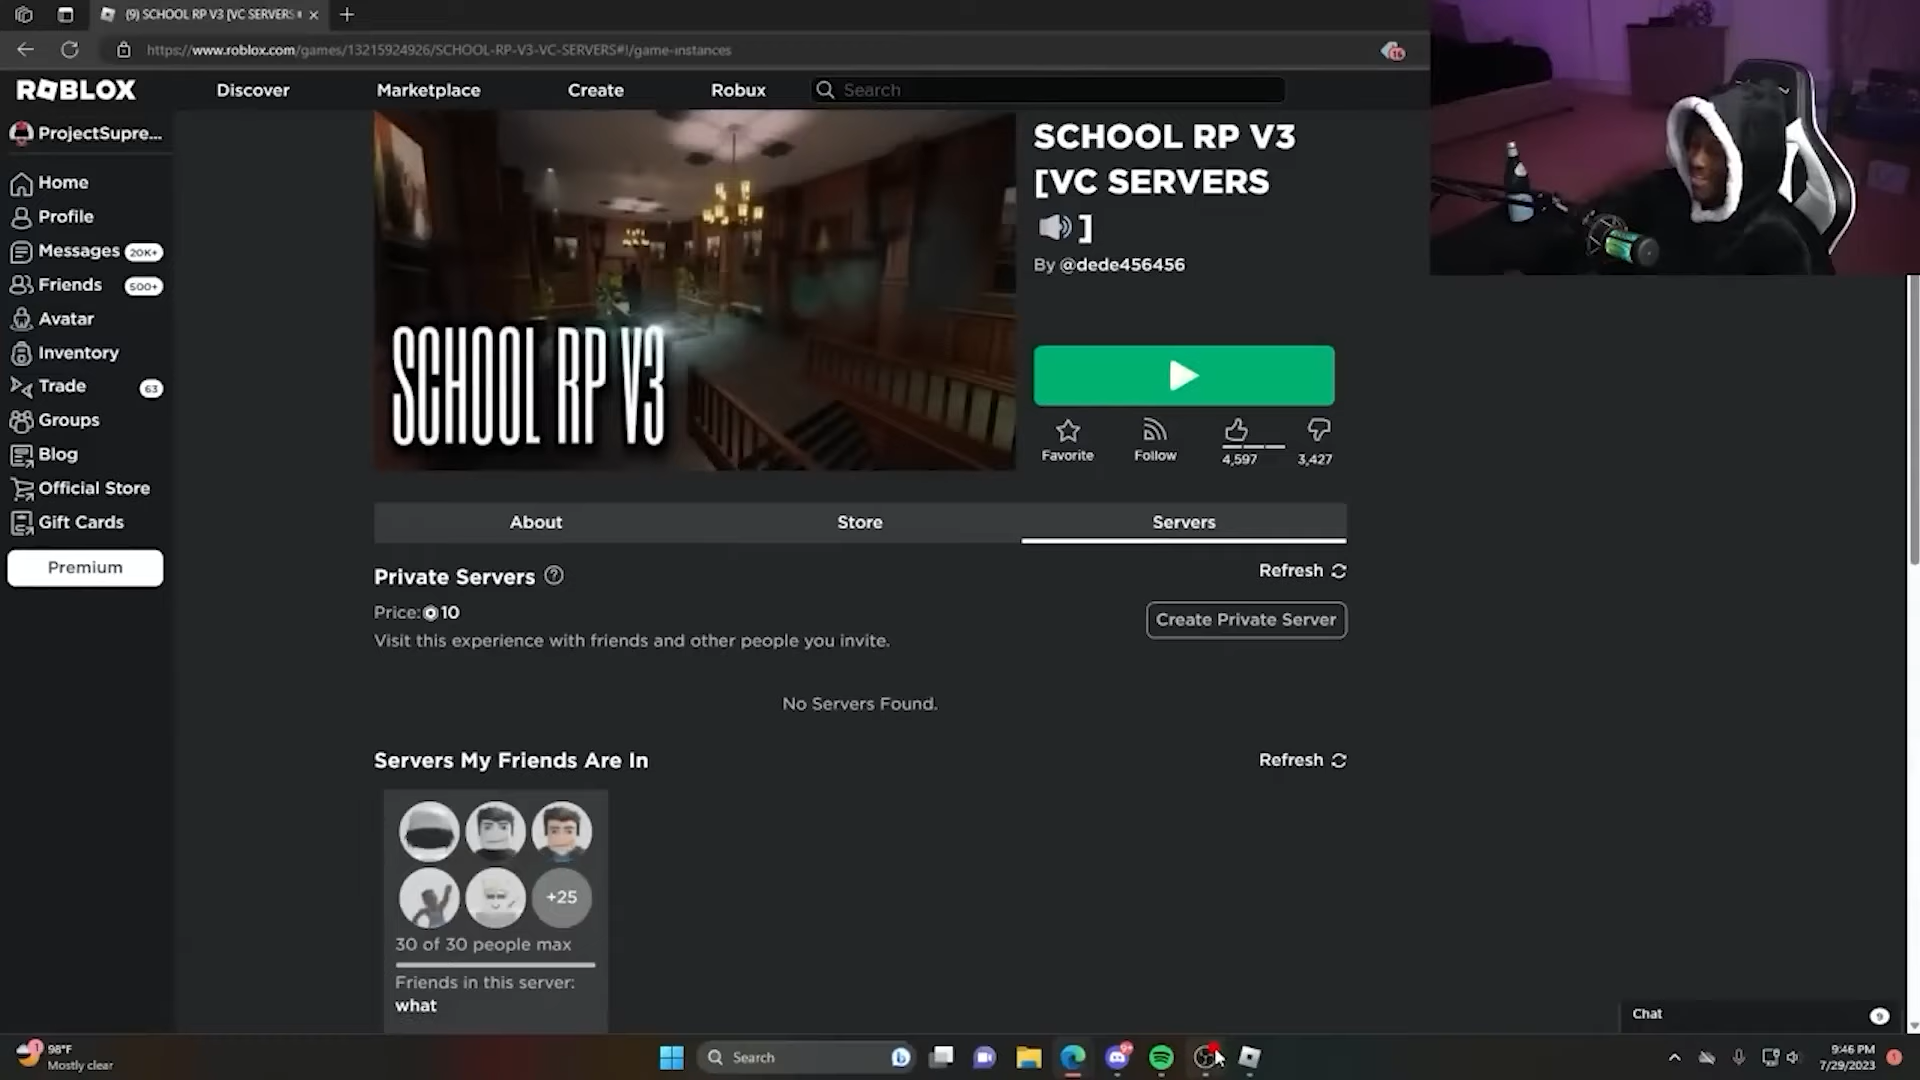 (9) SCHOOL RP V3 [VC SERVERS
https://www.roblox.com/games/13215924926/SCHOOL-RP-V3-VC-SERVERS#!/game-instances
16
ROBLOX
Discover
Marketplace
Create
Robux
Search
ProjectSupre...
Home
Profile
Messages 20K+
Friends 500+
Avatar
Inventory
Trade 63
Groups
Blog
Official Store
Gift Cards
Premium
SCHOOL RP V3
SCHOOL RP V3
[VC SERVERS
]
By @dede456456
Favorite
Follow
4,597
3,427
About
Store
Servers
Private Servers
Refresh
Price: 10
Create Private Server
Visit this experience with friends and other people you invite.
No Servers Found.
Servers My Friends Are In
Refresh
+25
30 of 30 people max
Friends in this server:
what
Chat
9
1
98°F
Mostly clear
Search
9+
9:46 PM
7/29/2023
1